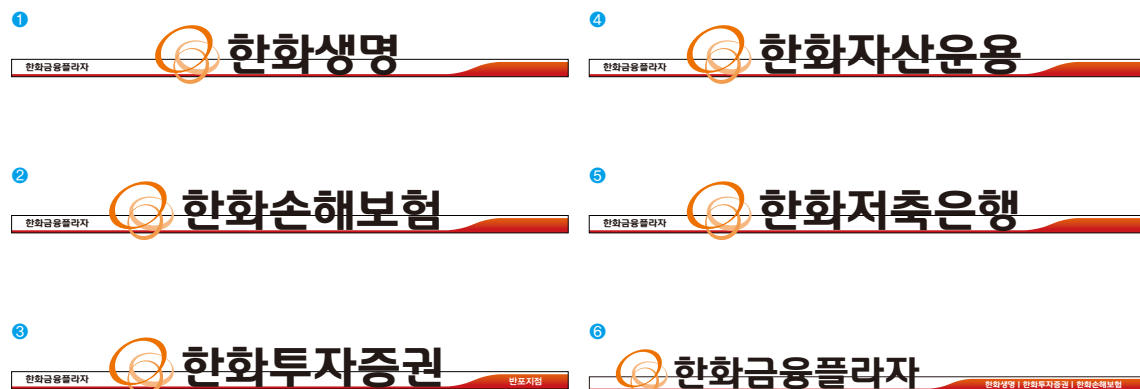 ❶
한화생명
한화금융플라자
❷
한화손해보험
한화금융플라자
❸
한화투자증권
한화금융플라자
반포지점
❹
한화자산운용
한화금융플라자
❺
한화저축은행
한화금융플라자
❻
한화금융플라자
한화생명 | 한화투자증권 | 한화손해보험